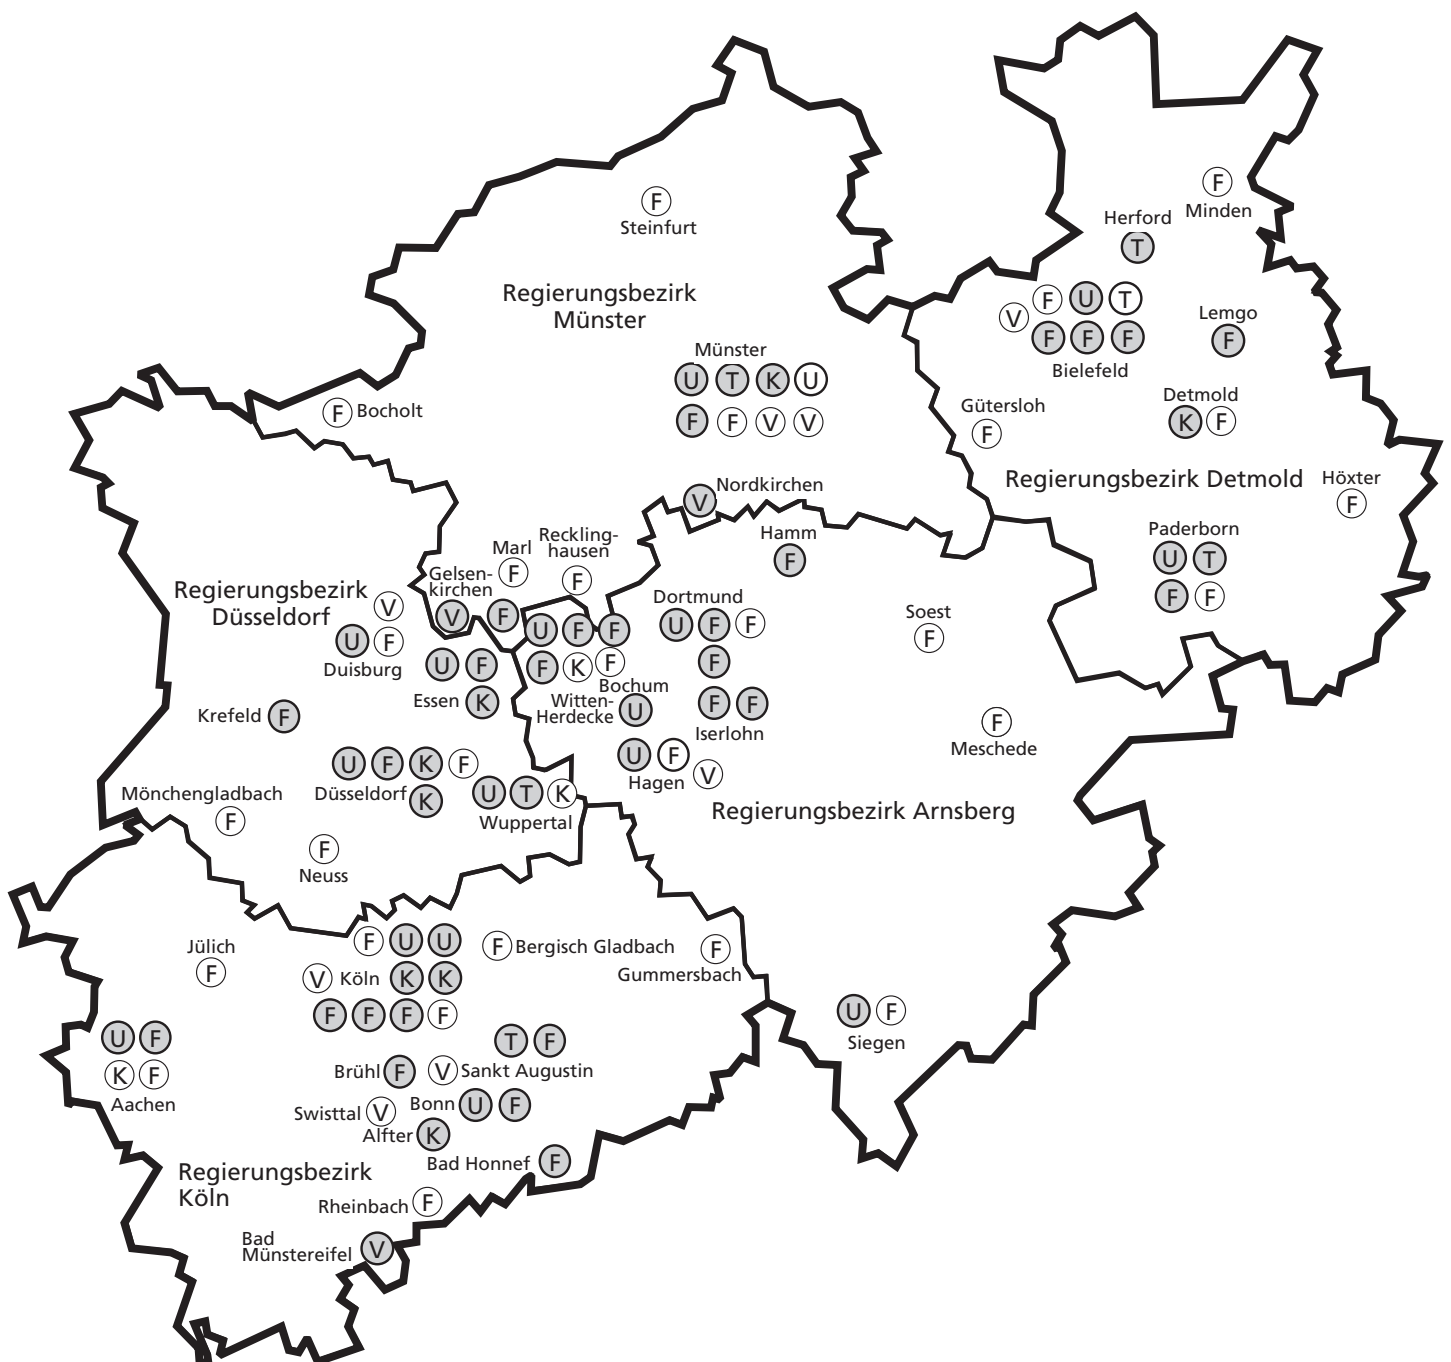 F
Steinfurt
F
Minden
Herford
T
Regierungsbezirk
Münster
F U T
V
F F F
Bielefeld
Lemgo
F
Münster
U T K U
F F V V
F Bocholt
Gütersloh
F
Detmold
K F
Regierungsbezirk Detmold
Höxter
F
Nordkirchen
V
Hamm
F
Paderborn
U T
F F
Marl
F
Reckling-
hausen
F
Gelsen-
kirchen
V F
Regierungsbezirk
Düsseldorf
V
U F
Duisburg
U F
Essen K
U F F
F K F
Bochum
Witten-
Herdecke U
Dortmund
U F F
F
F F
Iserlohn
Soest
F
Krefeld F
F
Meschede
U F K F
Düsseldorf K
U T K
Wuppertal
U F
Hagen V
Regierungsbezirk Arnsberg
Mönchengladbach
F
F
Neuss
Jülich
F
F U U
V Köln K K
F F F F
F Bergisch Gladbach
F
Gummersbach
U F
K F
Aachen
U F
Siegen
T F
Brühl F
V Sankt Augustin
Swisttal V
Bonn U F
Alfter K
Bad Honnef F
Regierungsbezirk
Köln
Rheinbach F
Bad
Münstereifel V